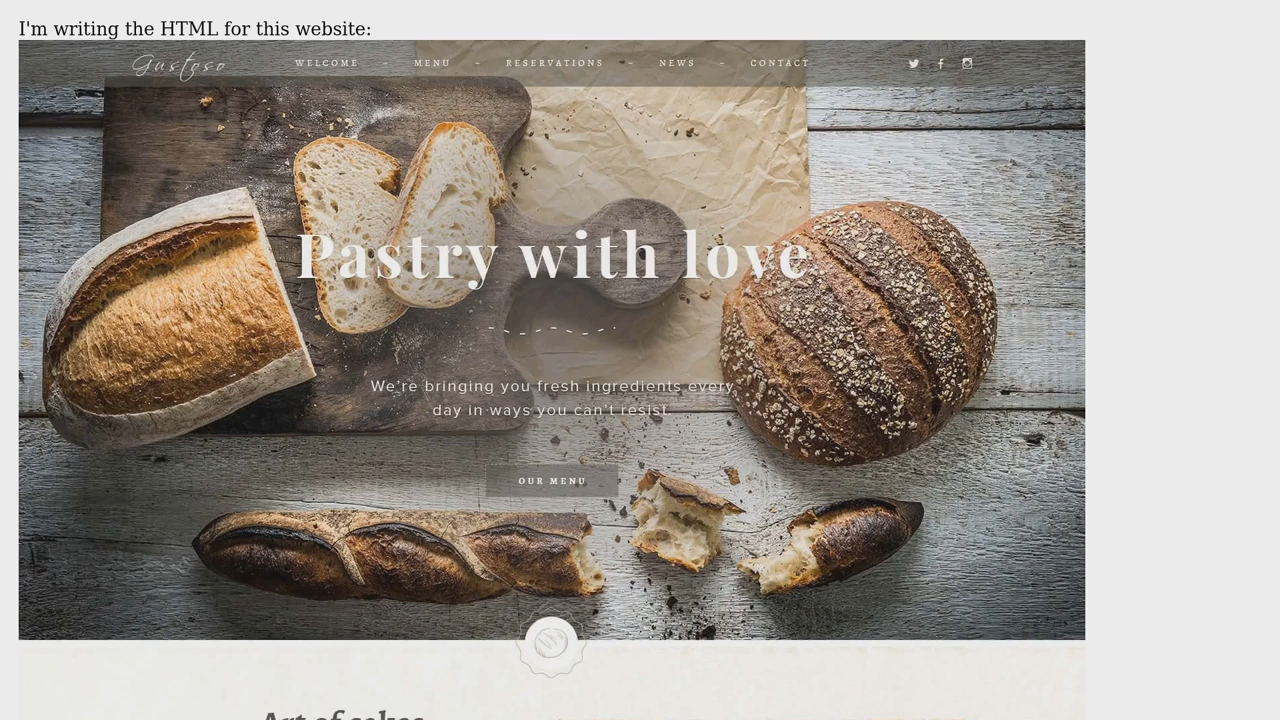 I'm writing the HTML for this website:
Gustoso WELCOME ~ MENU ~ RESERVATIONS ~ NEWS ~ CONTACT
Pastry with love
We're bringing you fresh ingredients every
day in ways you can't resist.
OUR MENU
Art of cakes